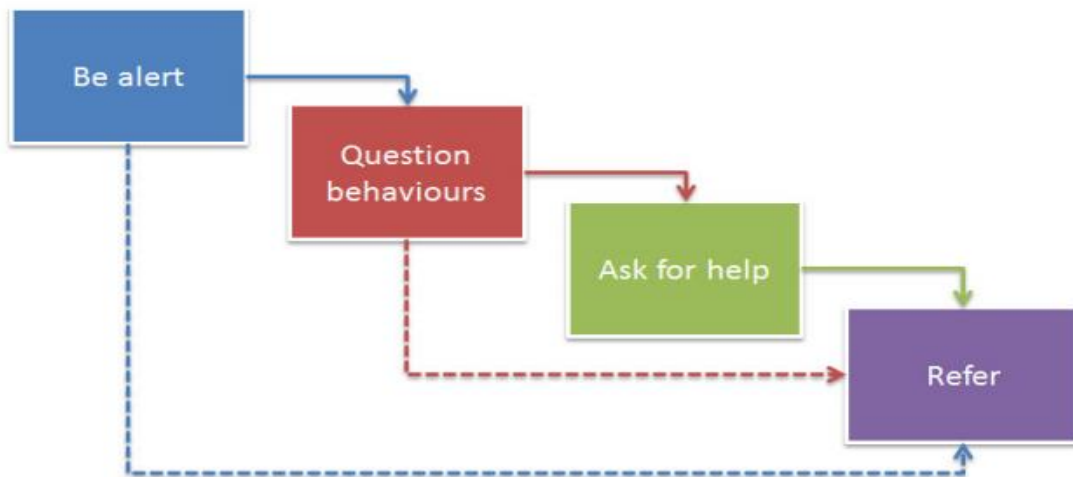 Be alert
Question
behaviours
Ask for help
Refer